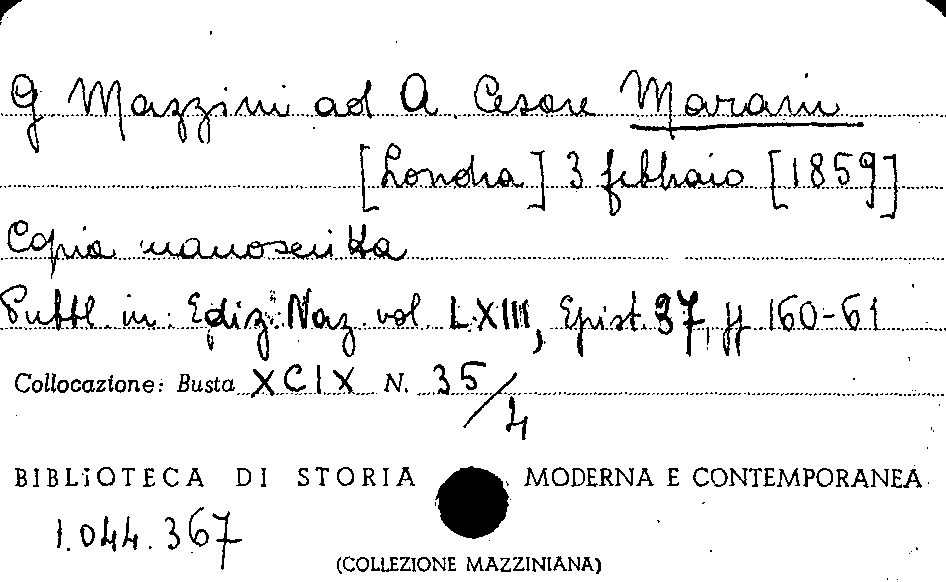 G Mazzini ad A. Cesare Marani
[Londra] 3 febbraio [1859]
Copia manoscritta
Pubbl. in: Ediz. Naz. vol. LXIII, Epist. 37, pp 160-61
Collocazione: Busta XCIX N. 35/4
BIBLIOTECA DI STORIA MODERNA E CONTEMPORANEA
1.044.367
(COLLEZIONE MAZZINIANA)